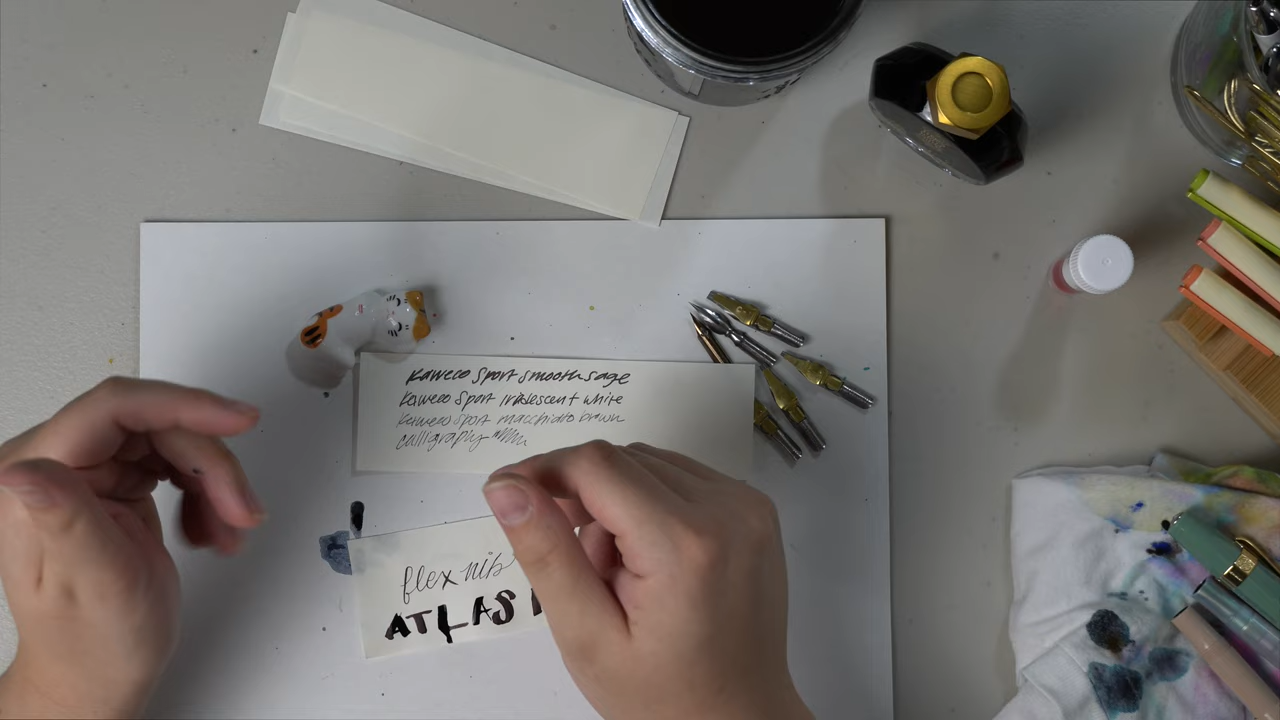 Kaweco Sport Smooth Sage
Kaweco Sport Iridescent white
Kaweco Sport macchiato brown
calligraphy
flex nib
ATLAS